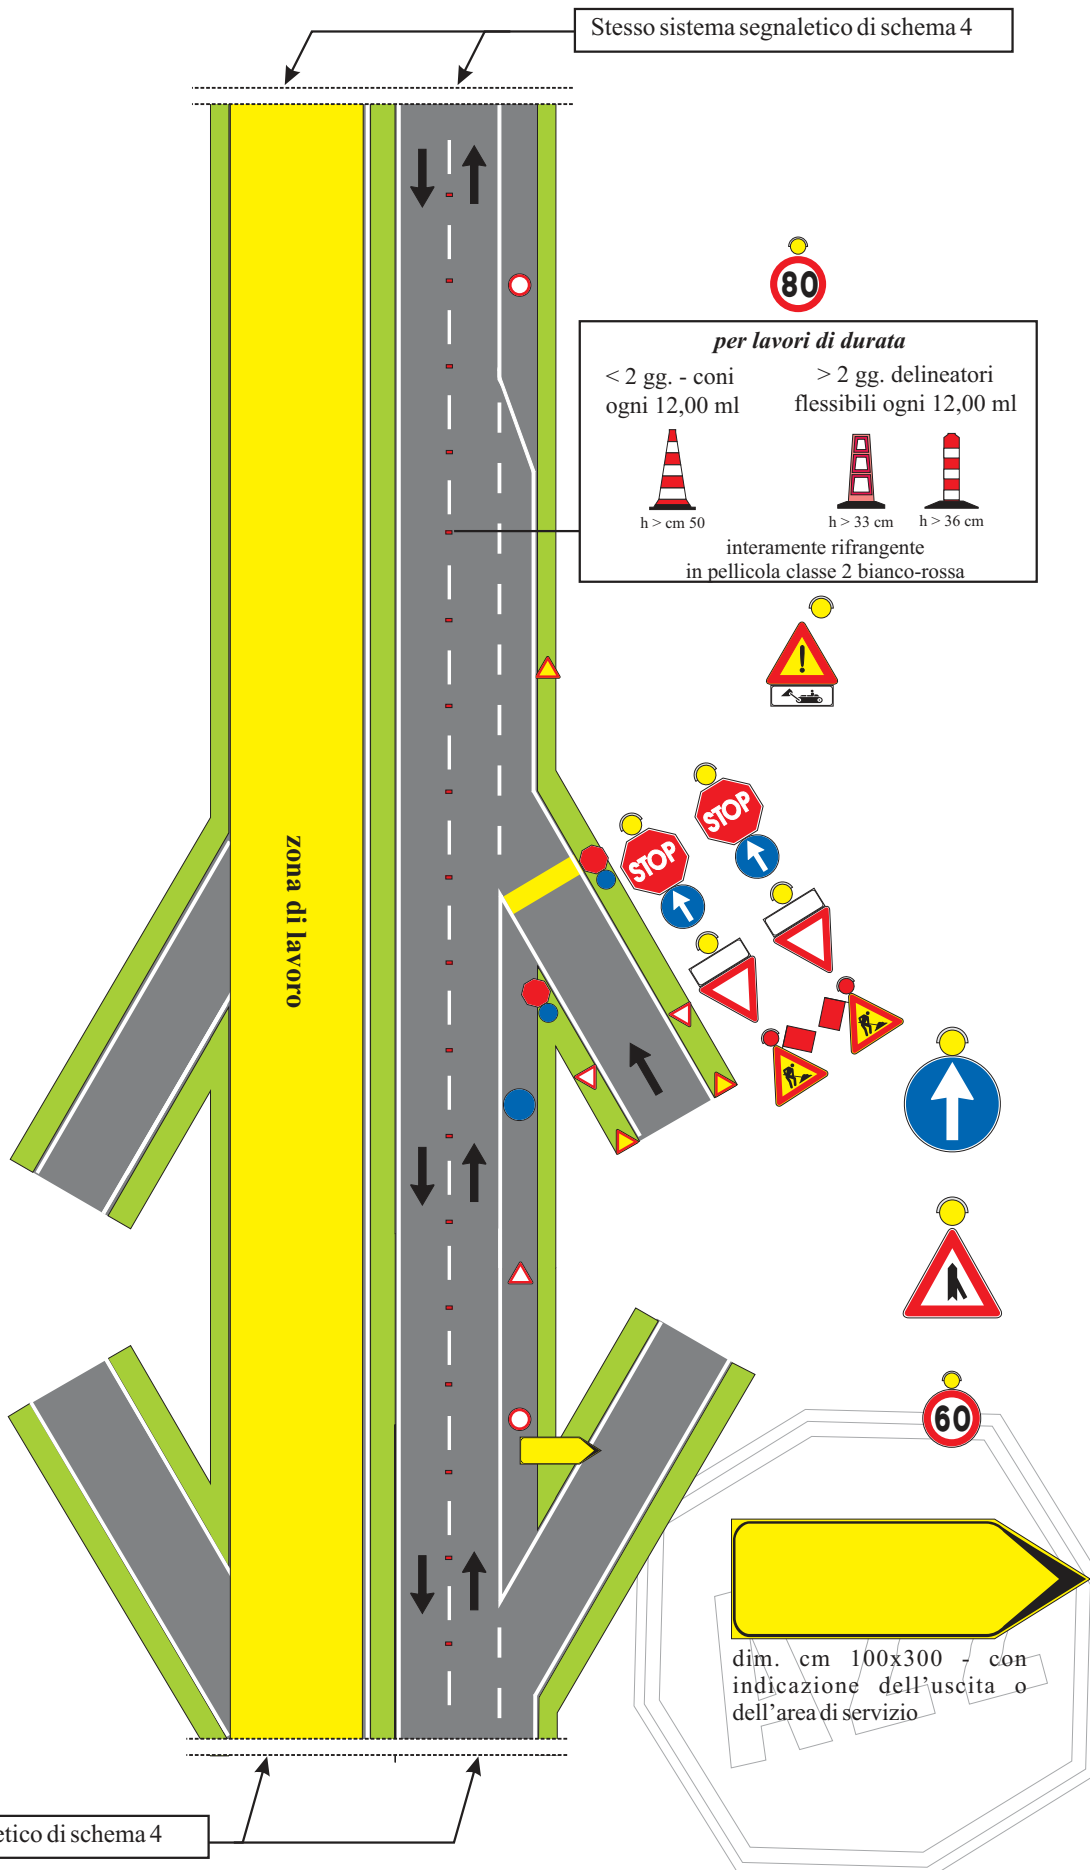 Stesso sistema segnaletico di schema 4
80
per lavori di durata
< 2 gg. - coni
ogni 12,00 ml
> 2 gg. delineatori
flessibili ogni 12,00 ml
h > cm 50
h > 33 cm
h > 36 cm
interamente rifrangente
in pellicola classe 2 bianco-rossa
STOP
STOP
zona di lavoro
60
dim. cm 100x300 - con
indicazione dell'uscita o
dell'area di servizio
etico di schema 4